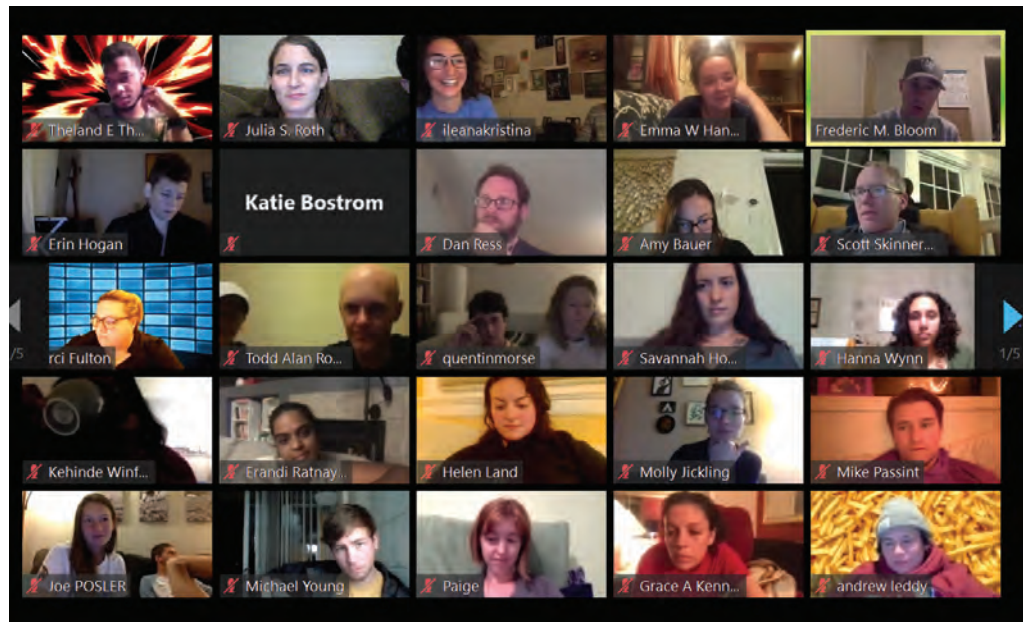 Theland E Th...
Julia S. Roth
ileanakristina
Emma W Han...
Frederic M. Bloom
Erin Hogan
Katie Bostrom
Dan Ress
Amy Bauer
Scott Skinner...
/5
rci Fulton
Todd Alan Ro...
quentinmorse
Savannah Ho...
Hanna Wynn
1/5
Kehinde Winf...
Erandi Ratnay...
Helen Land
Molly Jickling
Mike Passint
Joe POSLER
Michael Young
Paige
Grace A Kenn...
andrew leddy